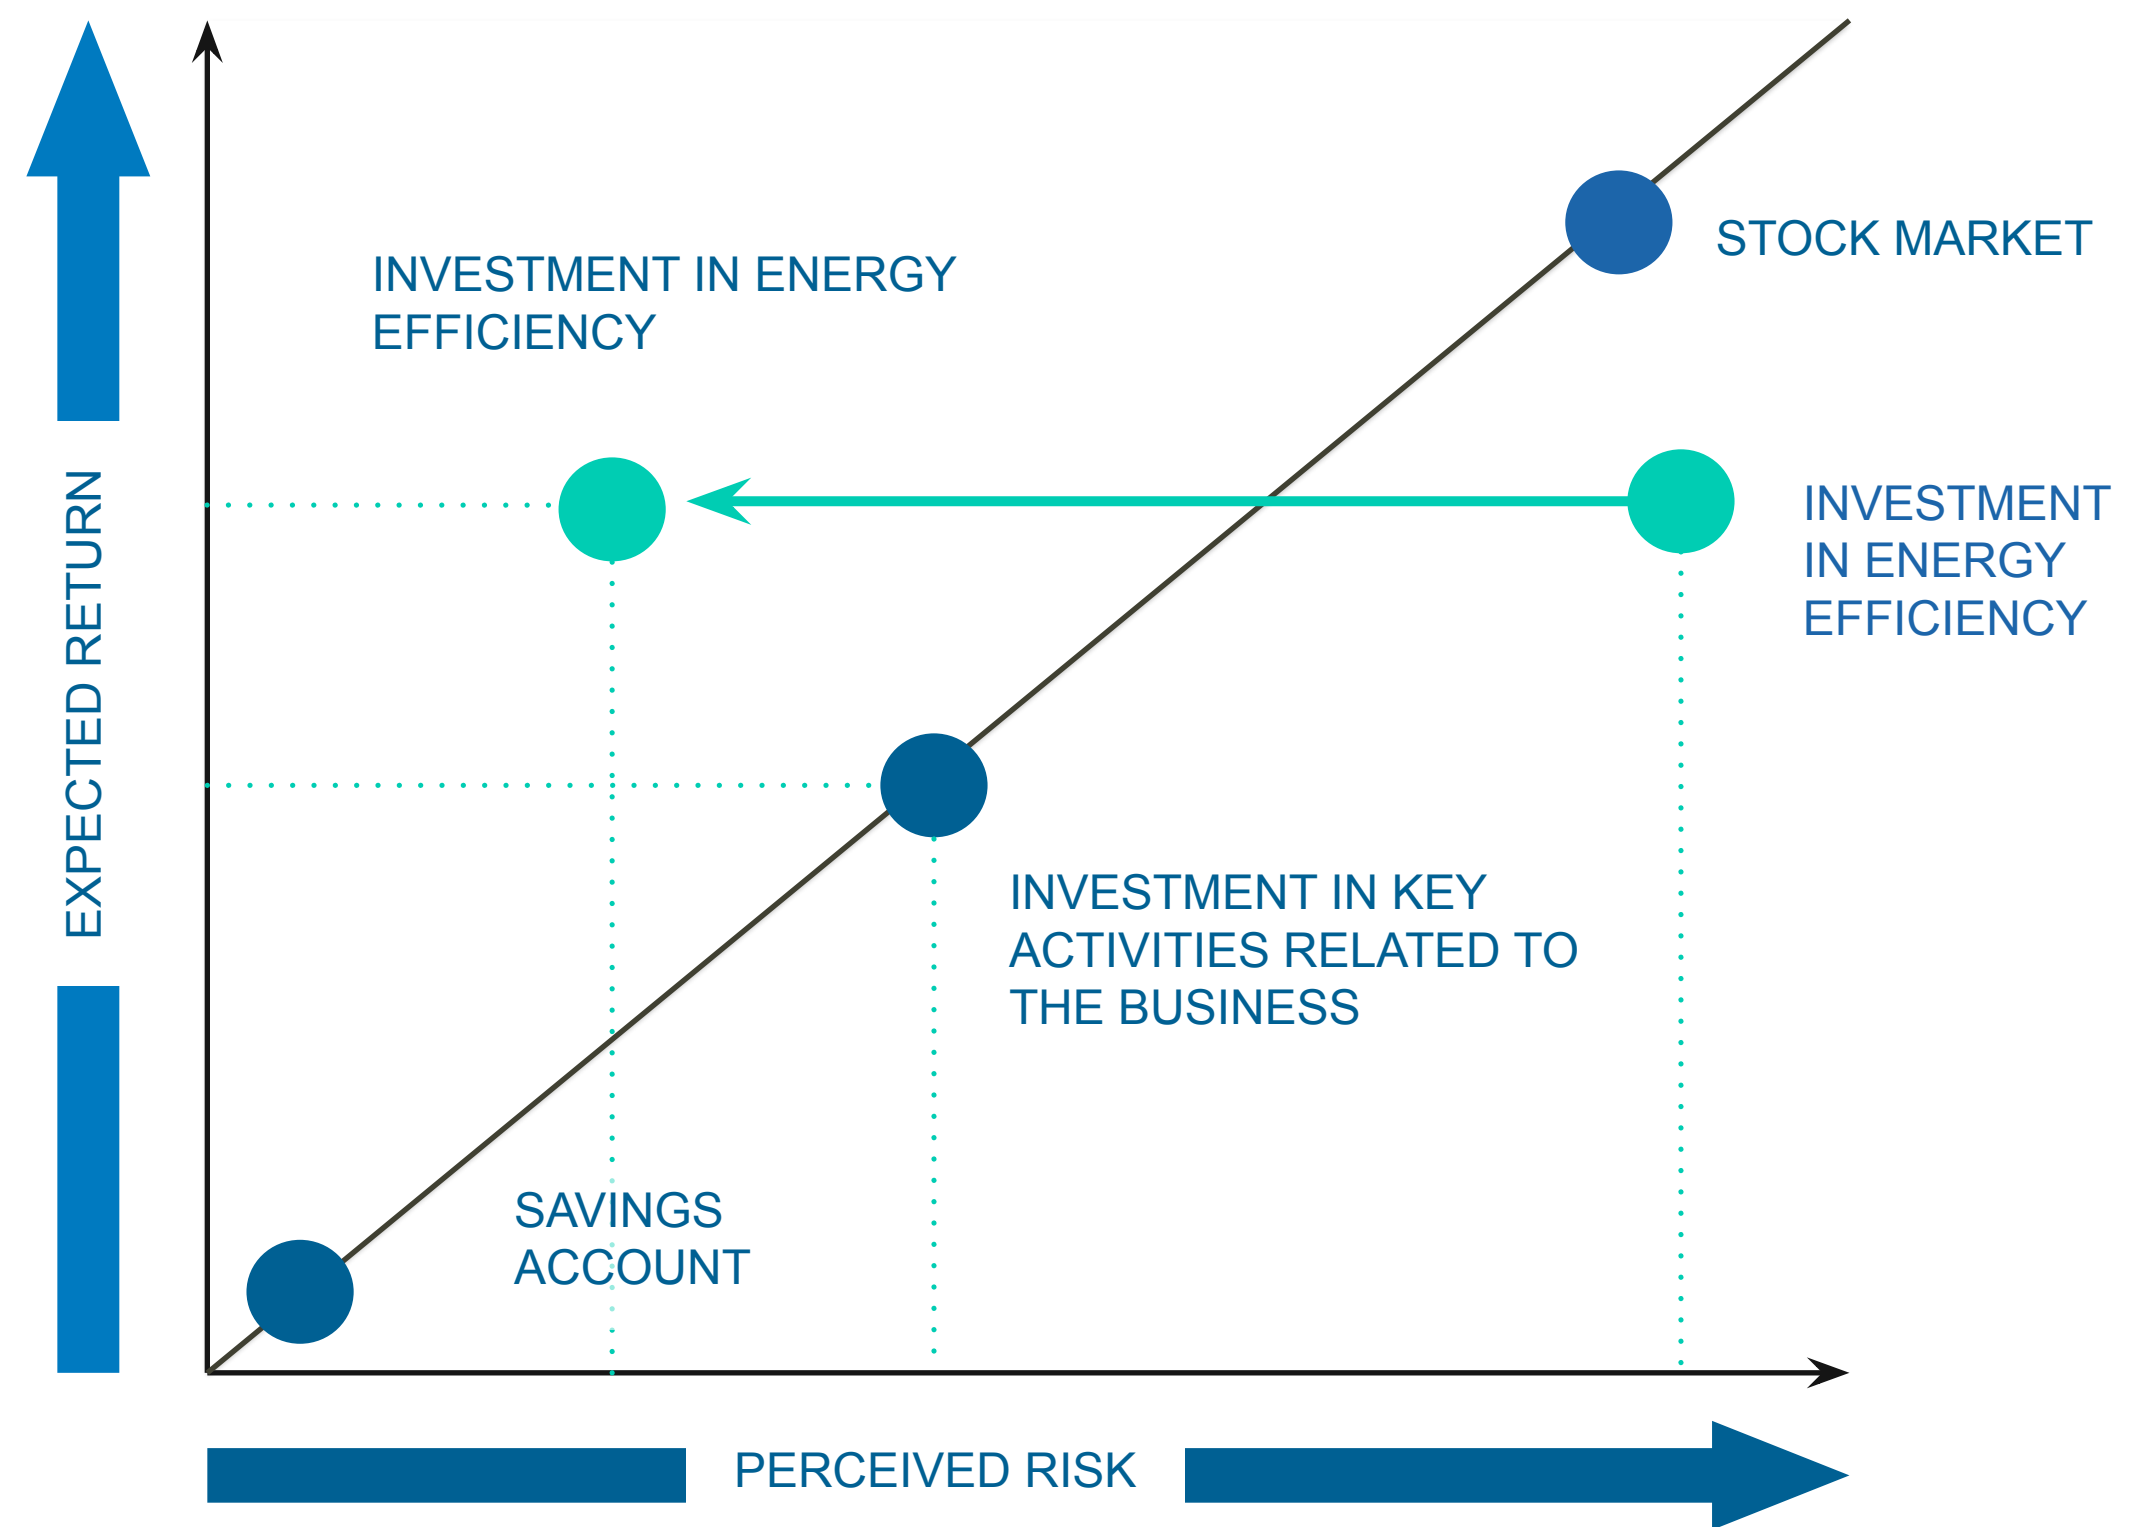 INVESTMENT IN ENERGY
EFFICIENCY
STOCK MARKET
INVESTMENT
IN ENERGY
EFFICIENCY
EXPECTED RETURN
INVESTMENT IN KEY
ACTIVITIES RELATED TO
THE BUSINESS
SAVINGS
ACCOUNT
PERCEIVED RISK